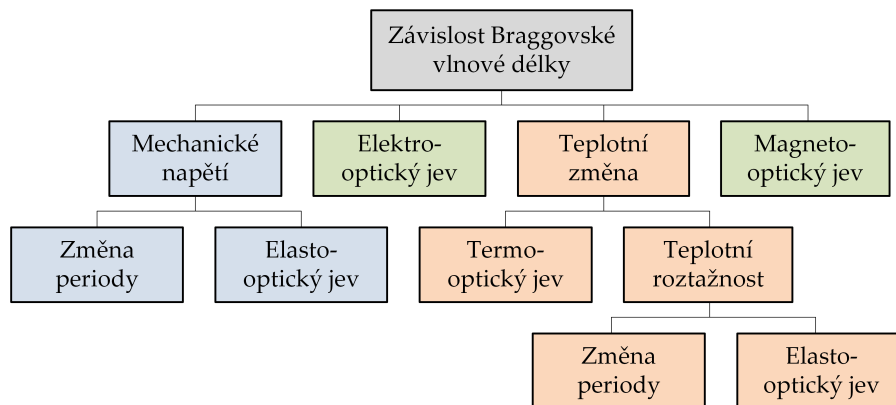 Závislost Braggovské
vlnové délky
Mechanické
napětí
Elektro-
optický jev
Teplotní
změna
Magneto-
optický jev
Změna
periody
Elasto-
optický jev
Termo-
optický jev
Teplotní
roztažnost
Změna
periody
Elasto-
optický jev